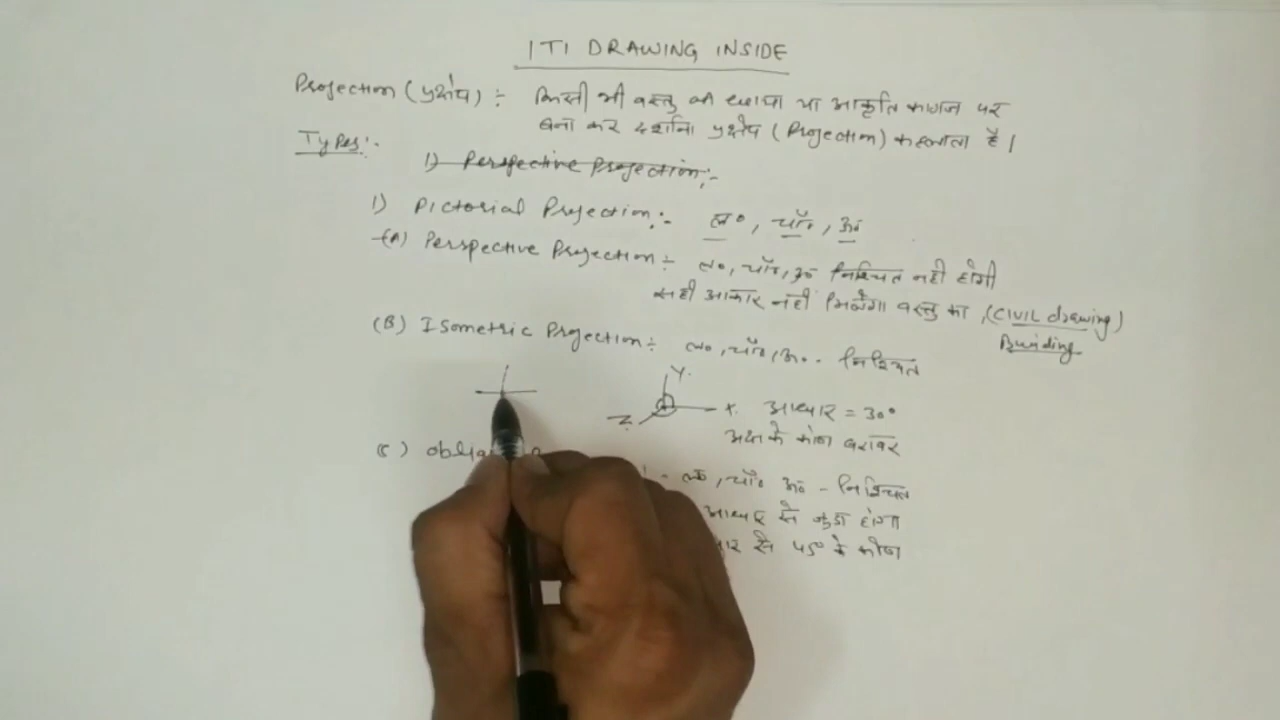 ITI DRAWING INSIDE
Projection (प्रक्षेप) :- किसी भी वस्तु की छाया या आकृति कागज पर
बना कर दर्शाना प्रक्षेप (Projection) कहलाता है।
Types:-
1) Perspective Projection:-
1) Pictorial Projection:- ल०, चौ०, ऊं०
(A) Perspective Projection:- ल०, चौ०, ऊं० निश्चित नही होगी
सही आकार नही मिलेगा वस्तु का, (CIVIL drawing)
Building
(B) Isometric Projection:- ल०, चौ०, ऊं०. निश्चित
Y.
X. आधार = 30°
Z.
अक्ष के कोण बराबर
(C) ल०, चौ० ऊं० - निश्चित
आधार से जुडा होगा
से 45° के कोण